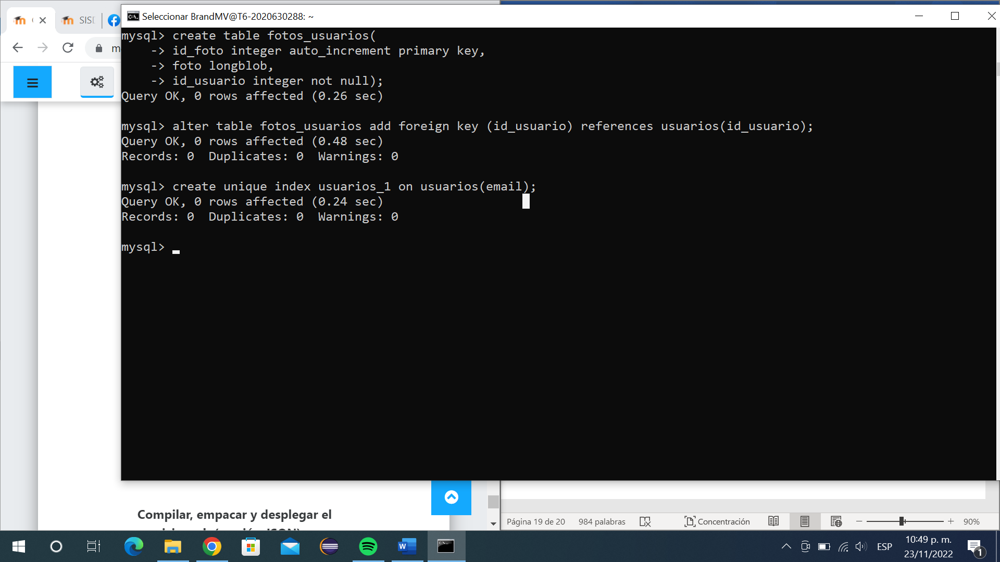 SISD
Seleccionar BrandMV@T6-2020630288: ~
mysql> create table fotos_usuarios(
    -> id_foto integer auto_increment primary key,
    -> foto longblob,
    -> id_usuario integer not null);
Query OK, 0 rows affected (0.26 sec)
mysql> alter table fotos_usuarios add foreign key (id_usuario) references usuarios(id_usuario);
Query OK, 0 rows affected (0.48 sec)
Records: 0  Duplicates: 0  Warnings: 0
mysql> create unique index usuarios_1 on usuarios(email);
Query OK, 0 rows affected (0.24 sec)
Records: 0  Duplicates: 0  Warnings: 0
mysql>
Compilar, empacar y desplegar el
Página 19 de 20 984 palabras Concentración 90%
ESP
10:49 p. m.
23/11/2022
1